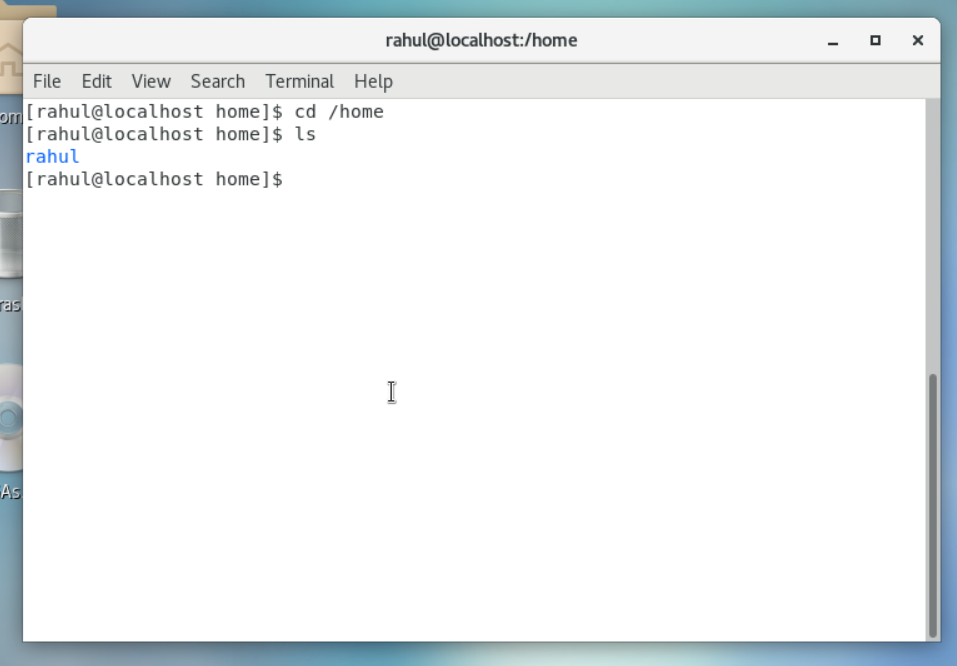 rahul@localhost:/home
File Edit View Search Terminal Help
[rahul@localhost home]$ cd /home
[rahul@localhost home]$ ls
rahul
[rahul@localhost home]$